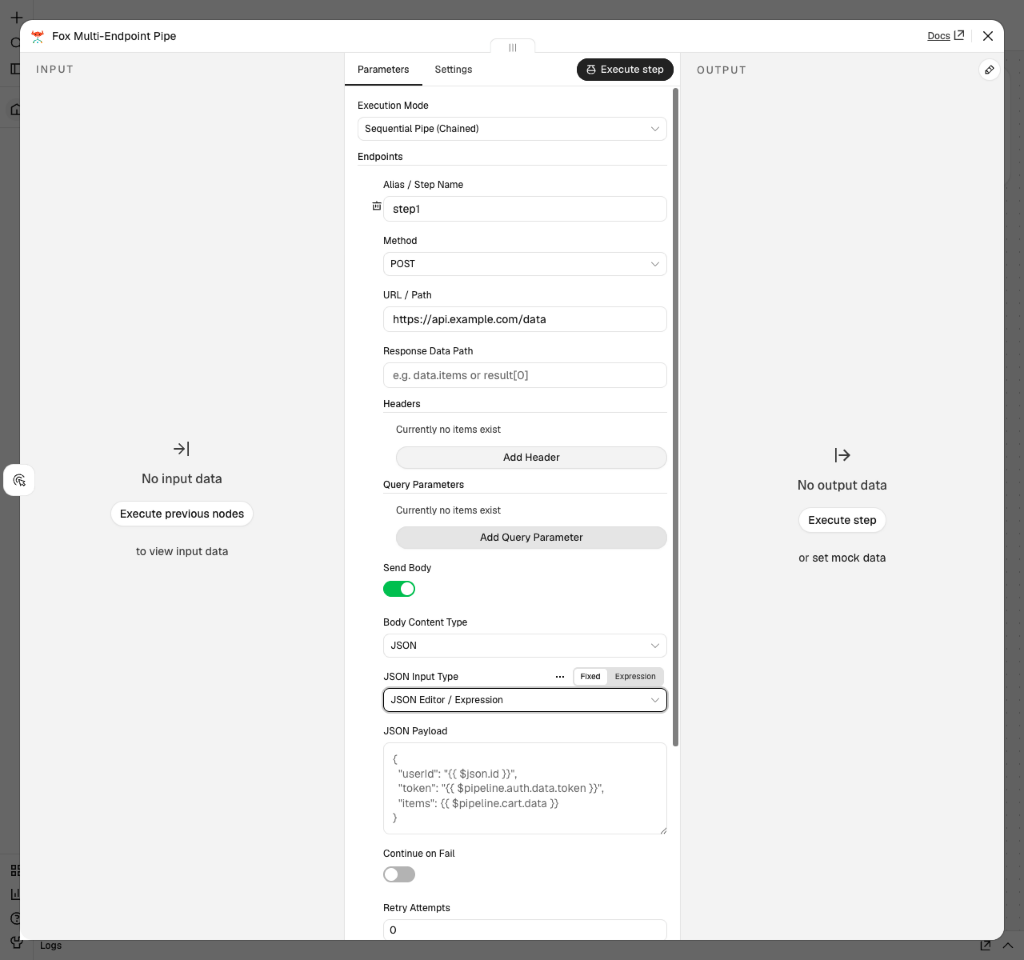 Fox Multi-Endpoint Pipe
Docs
INPUT
Parameters
Settings
Execute step
OUTPUT
Execution Mode
Sequential Pipe (Chained)
Endpoints
Alias / Step Name
step1
Method
POST
URL / Path
https://api.example.com/data
Response Data Path
e.g. data.items or result[0]
Headers
Currently no items exist
Add Header
Query Parameters
Currently no items exist
Add Query Parameter
Send Body
Body Content Type
JSON
JSON Input Type
...
Fixed
Expression
JSON Editor / Expression
JSON Payload
{
"userId": "{{ $json.id }}",
"token": "{{ $pipeline.auth.data.token }}",
"items": {{ $pipeline.cart.data }}
}
Continue on Fail
Retry Attempts
0
No input data
Execute previous nodes
to view input data
No output data
Execute step
or set mock data
Logs